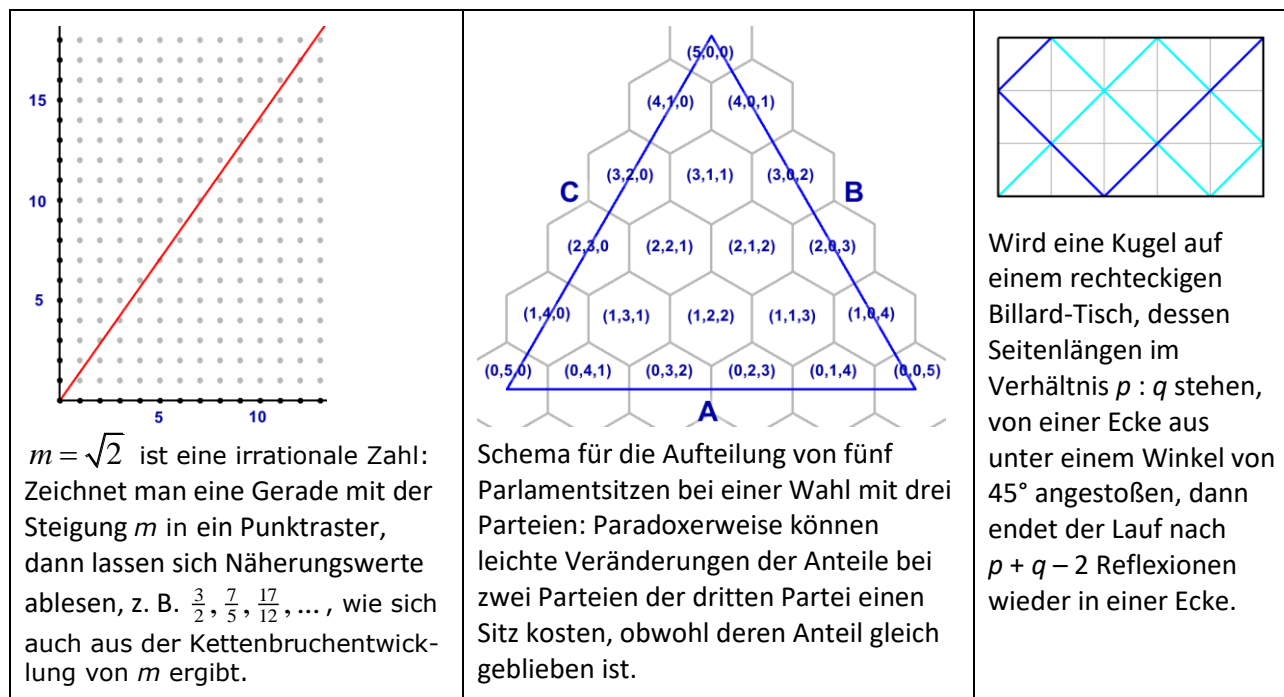 15
10
5
5
10
m = √2 ist eine irrationale Zahl:
Zeichnet man eine Gerade mit der
Steigung m in ein Punktraster,
dann lassen sich Näherungswerte
ablesen, z. B. 3/2, 7/5, 17/12, ... , wie sich
auch aus der Kettenbruchentwick-
lung von m ergibt.
(5,0,0)
(4,1,0) (4,0,1)
(3,2,0) (3,1,1) (3,0,2)
C B
(2,3,0 (2,2,1) (2,1,2) (2,0,3)
(1,4,0) (1,3,1) (1,2,2) (1,1,3) (1,0,4)
(0,5,0) (0,4,1) (0,3,2) (0,2,3) (0,1,4) (0,0,5)
A
Schema für die Aufteilung von fünf
Parlamentsitzen bei einer Wahl mit drei
Parteien: Paradoxerweise können
leichte Veränderungen der Anteile bei
zwei Parteien der dritten Partei einen
Sitz kosten, obwohl deren Anteil gleich
geblieben ist.
Wird eine Kugel auf
einem rechteckigen
Billard-Tisch, dessen
Seitenlängen im
Verhältnis p : q stehen,
von einer Ecke aus
unter einem Winkel von
45° angestoßen, dann
endet der Lauf nach
p + q – 2 Reflexionen
wieder in einer Ecke.